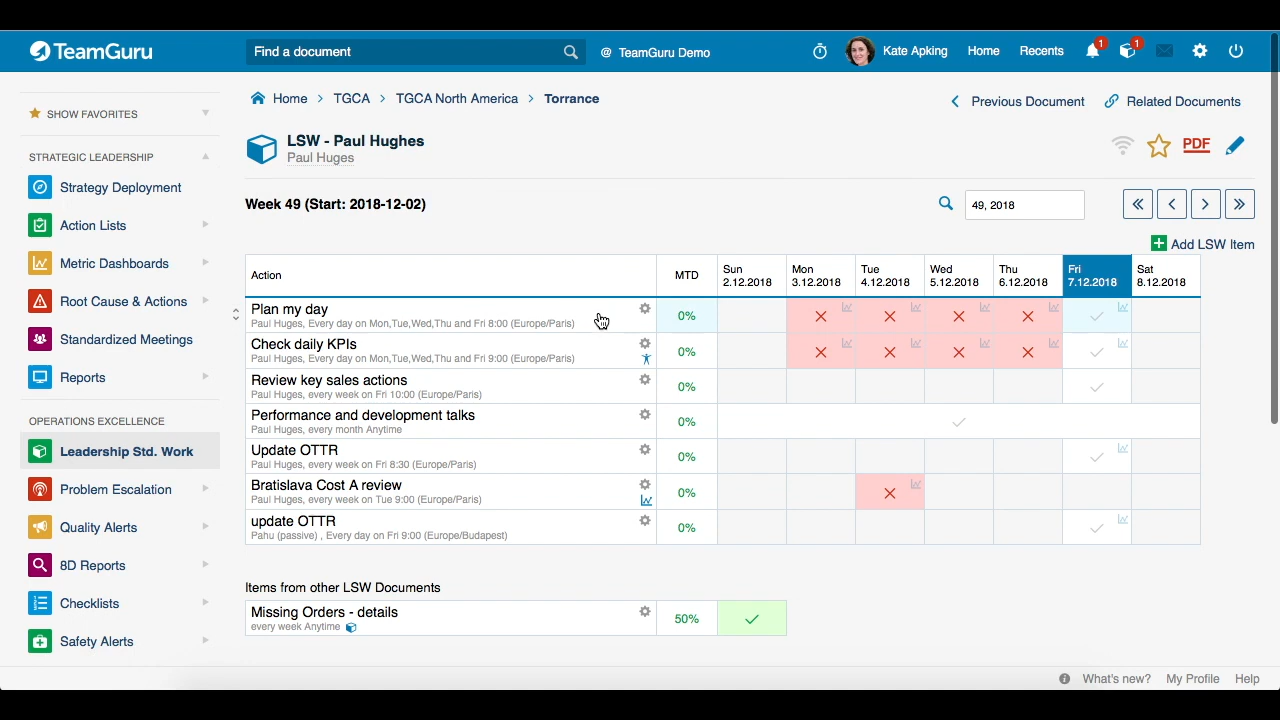 TeamGuru
Find a document
@ TeamGuru Demo
Kate Apking
Home
Recents
1
1
SHOW FAVORITES
Home > TGCA > TGCA North America > Torrance
Previous Document
Related Documents
STRATEGIC LEADERSHIP
Strategy Deployment
Action Lists
Metric Dashboards
Root Cause & Actions
Standardized Meetings
Reports
OPERATIONS EXCELLENCE
Leadership Std. Work
Problem Escalation
Quality Alerts
8D Reports
Checklists
Safety Alerts
LSW - Paul Hughes
Paul Huges
PDF
Week 49 (Start: 2018-12-02)
49, 2018
Add LSW Item
Action
MTD
Sun
2.12.2018
Mon
3.12.2018
Tue
4.12.2018
Wed
5.12.2018
Thu
6.12.2018
Fri
7.12.2018
Sat
8.12.2018
Plan my day
Paul Huges, Every day on Mon,Tue,Wed,Thu and Fri 8:00 (Europe/Paris)
0%
Check daily KPIs
Paul Huges, Every day on Mon,Tue,Wed,Thu and Fri 9:00 (Europe/Paris)
0%
Review key sales actions
Paul Huges, every week on Fri 10:00 (Europe/Paris)
0%
Performance and development talks
Paul Huges, every month Anytime
0%
Update OTTR
Paul Huges, every week on Fri 8:30 (Europe/Paris)
0%
Bratislava Cost A review
Paul Huges, every week on Tue 9:00 (Europe/Paris)
0%
update OTTR
Pahu (passive) , Every day on Fri 9:00 (Europe/Budapest)
0%
Items from other LSW Documents
Missing Orders - details
every week Anytime
50%
What's new?
My Profile
Help